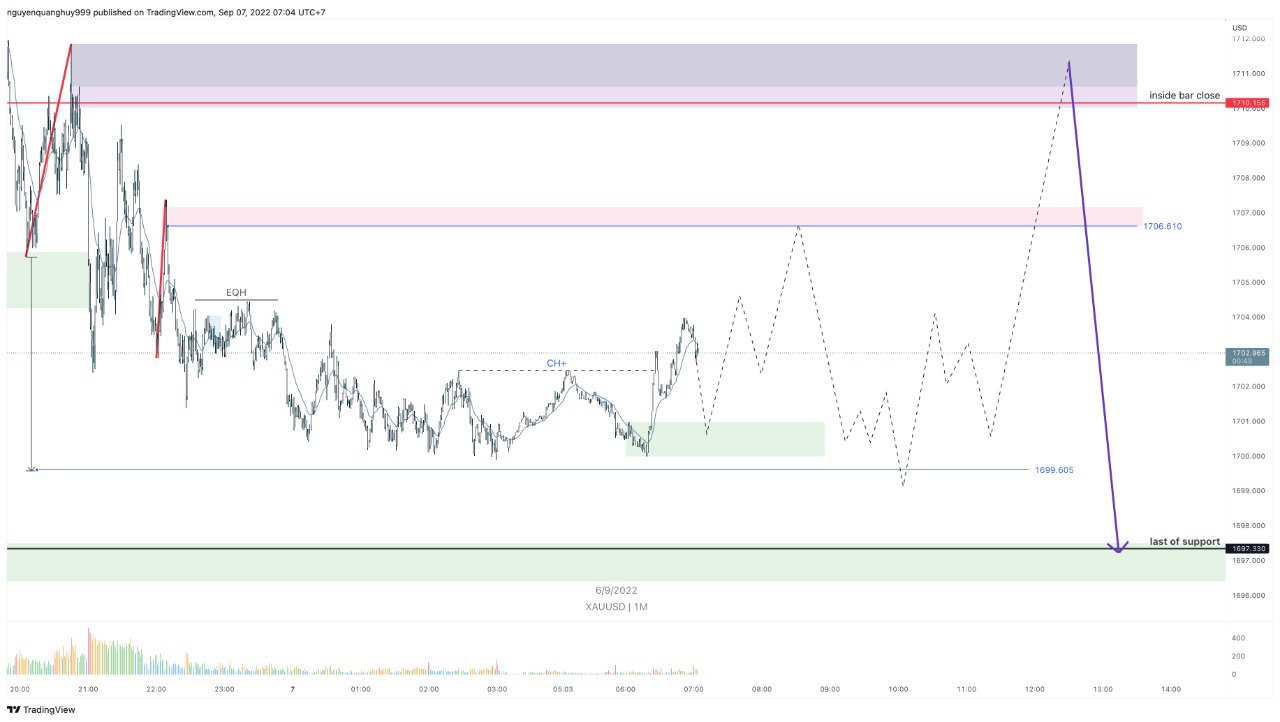 nguyenquanghuy999 published on TradingView.com, Sep 07, 2022 07:04 UTC+7
USD
1712.000
1711.000
inside bar close
1710.155
1710.000
1709.000
1708.000
1707.000
1706.610
1706.000
1705.000
EQH
1704.000
1702.965
00:49
CH+
1702.000
1701.000
1700.000
1699.605
1699.000
1698.000
last of support
1697.330
1697.000
1696.000
6/9/2022
XAUUSD | 1M
400
200
0
20:00 21:00 22:00 23:00 7 01:00 02:00 03:00 05:03 06:00 07:00 08:00 09:00 10:00 11:00 12:00 13:00 14:00
TradingView